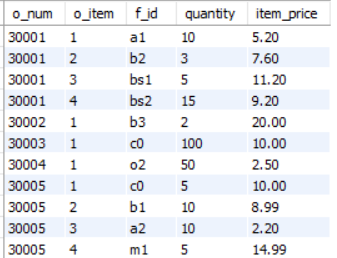 o_num o_item f_id quantity item_price
30001 1 a1 10 5.20
30001 2 b2 3 7.60
30001 3 bs1 5 11.20
30001 4 bs2 15 9.20
30002 1 b3 2 20.00
30003 1 c0 100 10.00
30004 1 o2 50 2.50
30005 1 c0 5 10.00
30005 2 b1 10 8.99
30005 3 a2 10 2.20
30005 4 m1 5 14.99